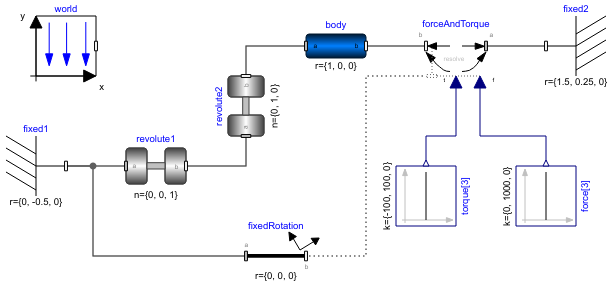 world
y
x
body
a
b
r={1, 0, 0}
forceAndTorque
b
a
resolve
fixed2
r={1.5, 0.25, 0}
revolute2
b
a
n={0, 1, 0}
fixed1
r={0, -0.5, 0}
revolute1
a
b
n={0, 0, 1}
t
f
k={-100, 100, 0}
torque[3]
k={0, 1000, 0}
force[3]
fixedRotation
a
b
r={0, 0, 0}